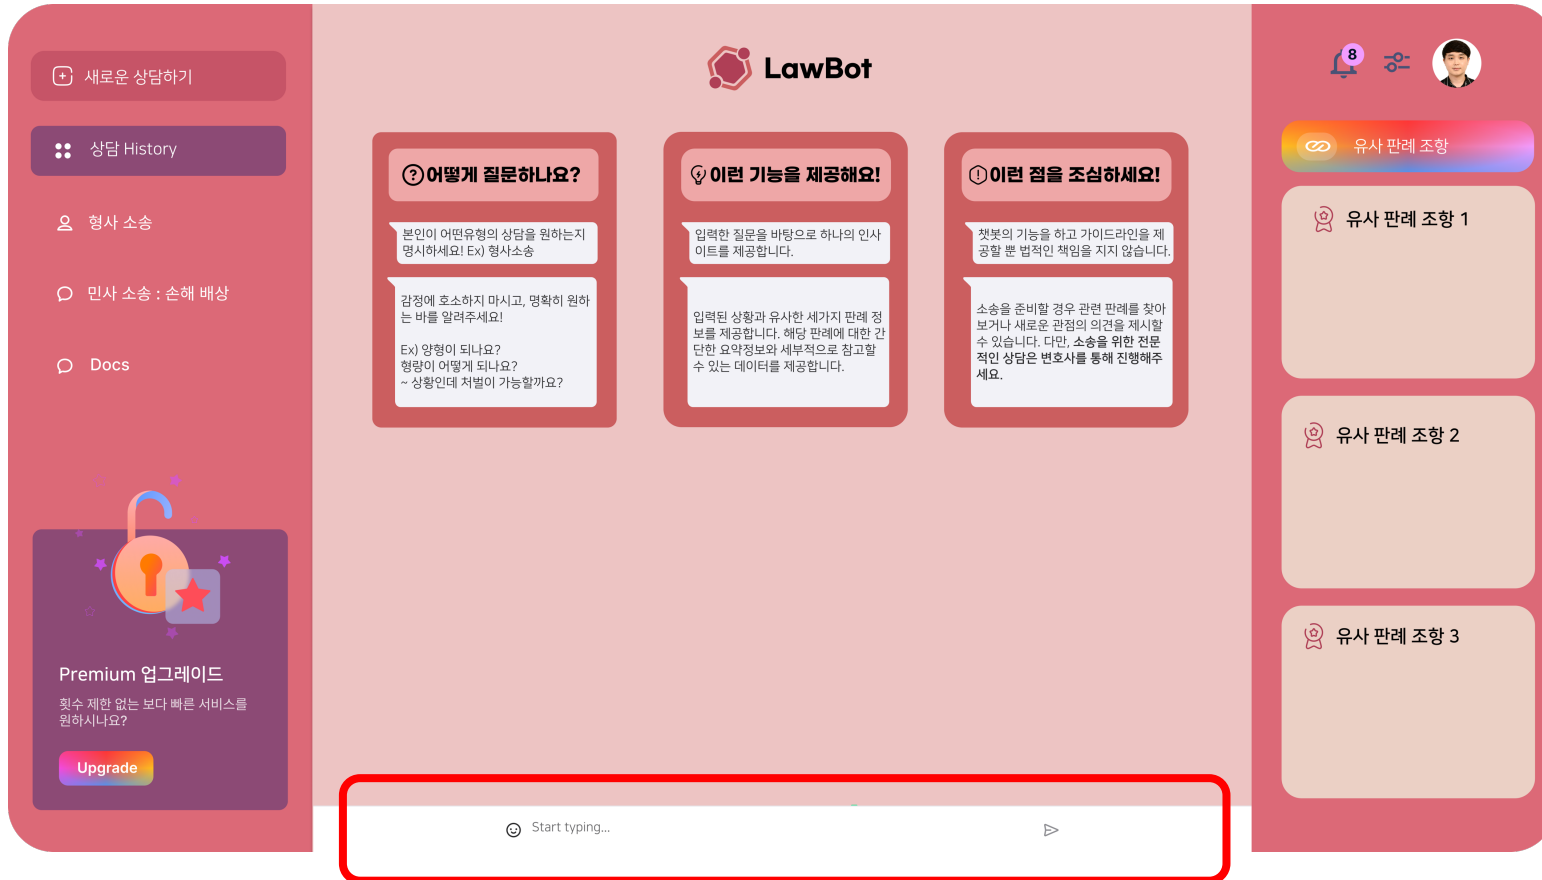 새로운 상담하기
상담 History
형사 소송
민사 소송 : 손해 배상
Docs
Premium 업그레이드
횟수 제한 없는 보다 빠른 서비스를
원하시나요?
Upgrade
LawBot
어떻게 질문하나요?
본인이 어떤유형의 상담을 원하는지
명시하세요! Ex) 형사소송
감정에 호소하지 마시고, 명확히 원하
는 바를 알려주세요!
Ex) 양형이 되나요?
형량이 어떻게 되나요?
~ 상황인데 처벌이 가능할까요?
이런 기능을 제공해요!
입력한 질문을 바탕으로 하나의 인사
이트를 제공합니다.
입력된 상황과 유사한 세가지 판례 정
보를 제공합니다. 해당 판례에 대한 간
단한 요약정보와 세부적으로 참고할
수 있는 데이터를 제공합니다.
이런 점을 조심하세요!
챗봇의 기능을 하고 가이드라인을 제
공할 뿐 법적인 책임을 지지 않습니다.
소송을 준비할 경우 관련 판례를 찾아
보거나 새로운 관점의 의견을 제시할
수 있습니다. 다만, 소송을 위한 전문
적인 상담은 변호사를 통해 진행해주
세요.
Start typing...
8
유사 판례 조항
유사 판례 조항 1
유사 판례 조항 2
유사 판례 조항 3